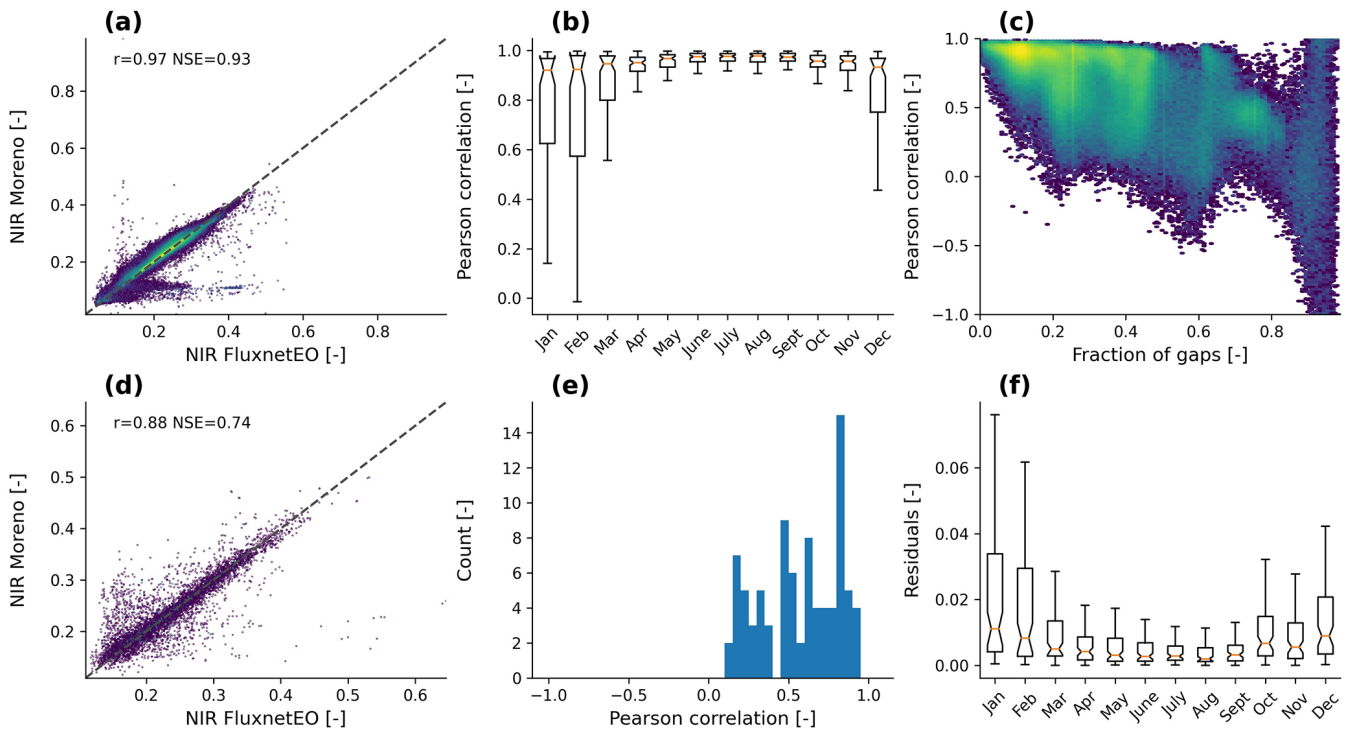 (a)
r=0.97 NSE=0.93
NIR Moreno [-]
0.8
0.6
0.4
0.2
0.2 0.4 0.6 0.8
NIR FluxnetEO [-]
(b)
Pearson correlation [-]
1.0
0.8
0.6
0.4
0.2
0.0
Jan Feb Mar Apr May June July Aug Sept Oct Nov Dec
(c)
Pearson correlation [-]
1.0
0.5
0.0
−0.5
−1.0
0.0 0.2 0.4 0.6 0.8
Fraction of gaps [-]
(d)
r=0.88 NSE=0.74
NIR Moreno [-]
0.6
0.5
0.4
0.3
0.2
0.2 0.3 0.4 0.5 0.6
NIR FluxnetEO [-]
(e)
Count [-]
14
12
10
8
6
4
2
0
−1.0 −0.5 0.0 0.5 1.0
Pearson correlation [-]
(f)
Residuals [-]
0.06
0.04
0.02
0.00
Jan Feb Mar Apr May June July Aug Sept Oct Nov Dec